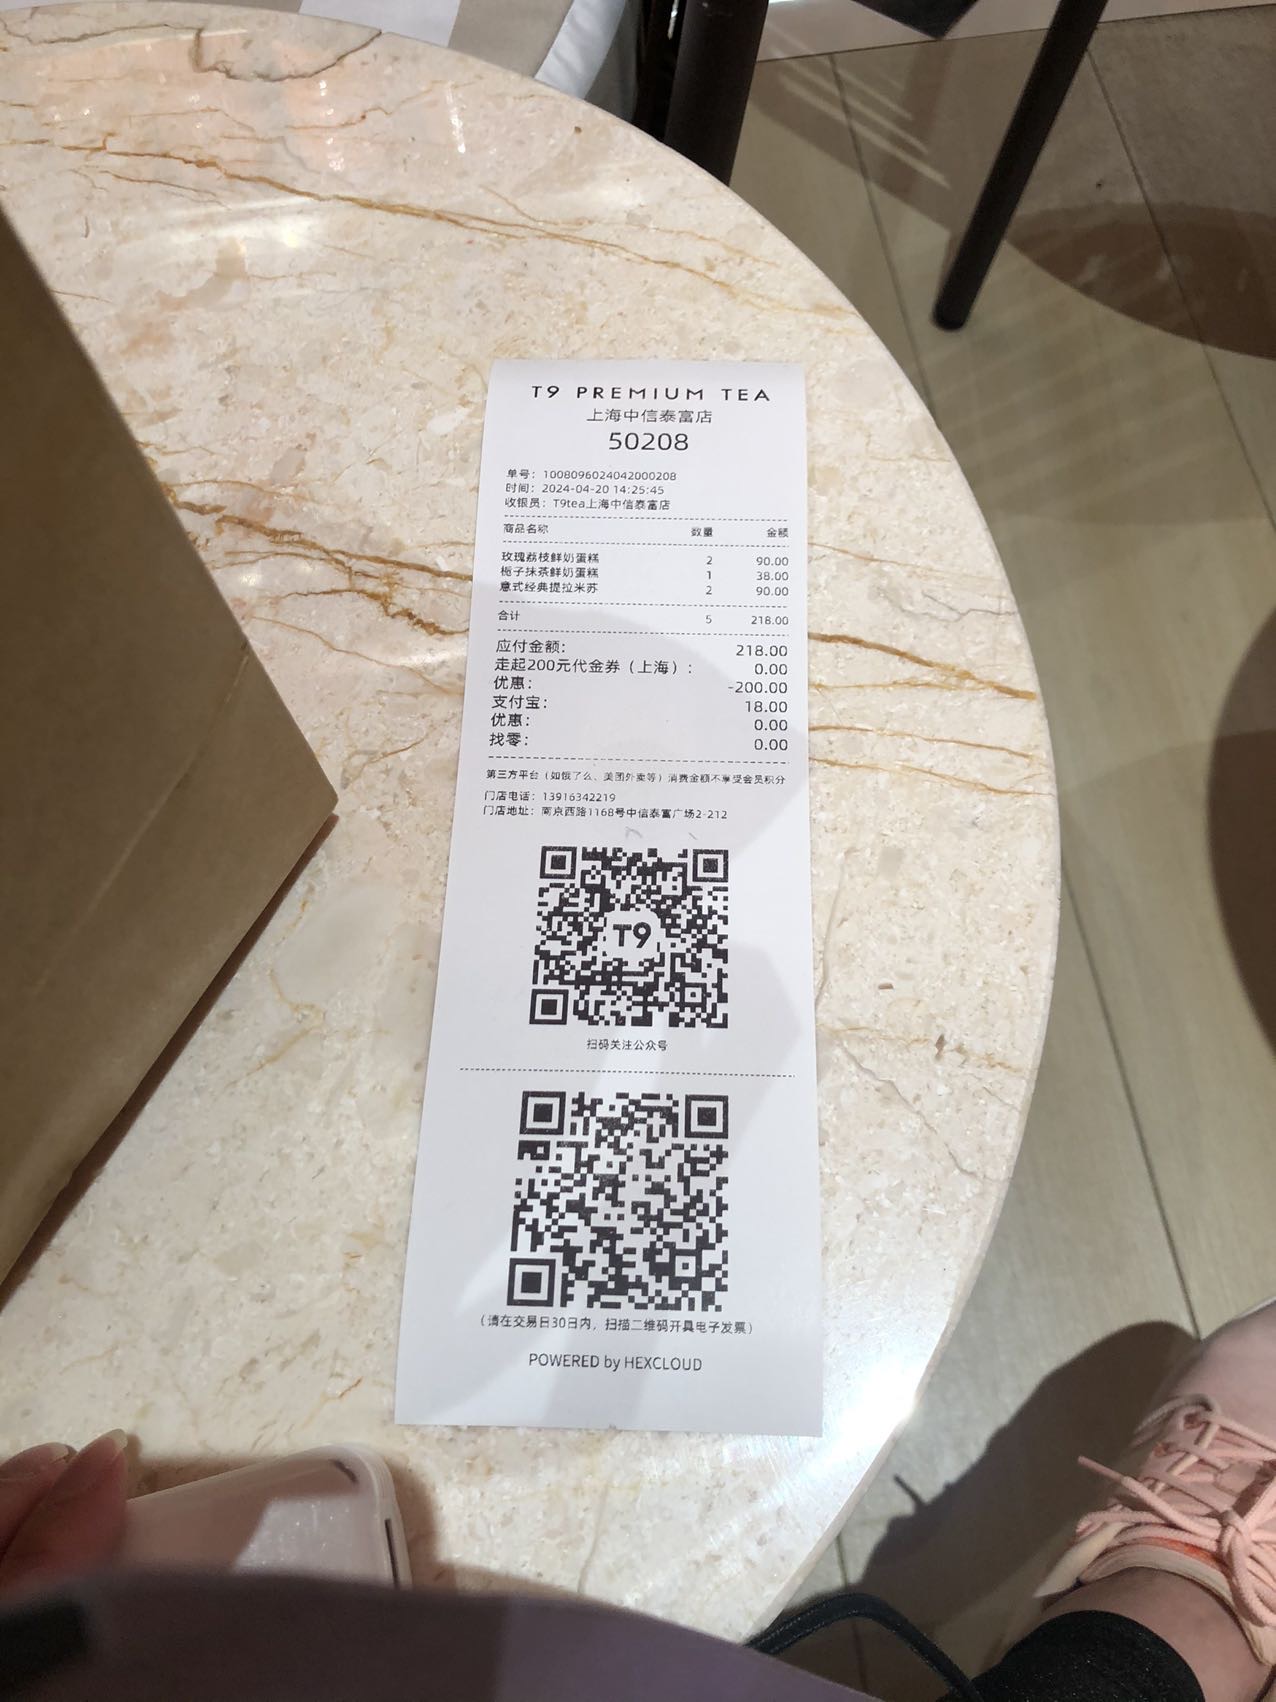 T9 PREMIUM TEA
上海中信泰富店
50208
单号：1008096024042000208
时间：2024-04-20 14:25:45
收银员：T9tea上海中信泰富店
商品名称 数量 金额
玫瑰荔枝鲜奶蛋糕 2 90.00
栀子抹茶鲜奶蛋糕 1 38.00
意式经典提拉米苏 2 90.00
合计 5 218.00
应付金额： 218.00
走起200元代金券（上海）： 0.00
优惠： -200.00
支付宝： 18.00
优惠： 0.00
找零： 0.00
第三方平台（如饿了么、美团外卖等）消费金额不享受会员积分
门店电话：13916342219
门店地址：南京西路1168号中信泰富广场2-212
T9
扫码关注公众号
（请在交易日30日内，扫描二维码开具电子发票）
POWERED by HEXCLOUD